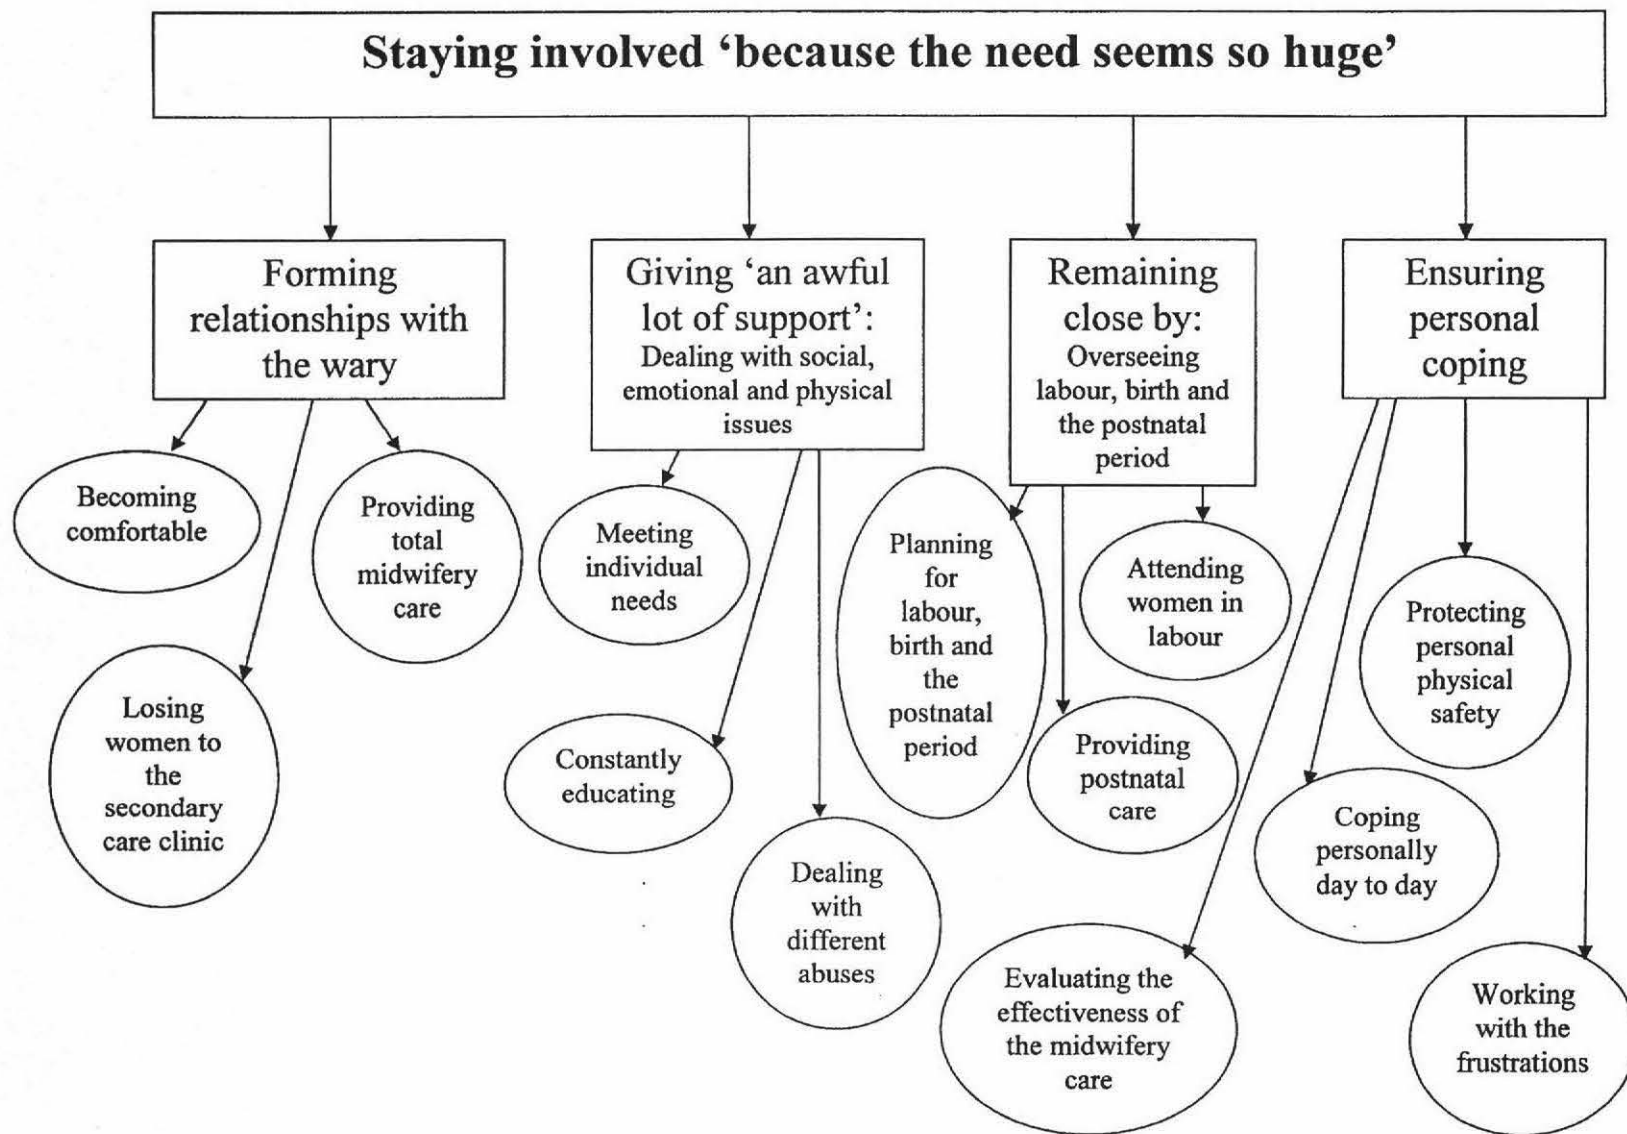 Staying involved ‘because the need seems so huge’
Forming
relationships with
the wary
Giving ‘an awful
lot of support’:
Dealing with social,
emotional and physical
issues
Remaining
close by:
Overseeing
labour, birth and
the postnatal
period
Ensuring
personal
coping
Becoming
comfortable
Providing
total
midwifery
care
Losing
women to
the
secondary
care clinic
Meeting
individual
needs
Constantly
educating
Dealing
with
different
abuses
Planning
for
labour,
birth and
the
postnatal
period
Attending
women in
labour
Providing
postnatal
care
Protecting
personal
physical
safety
Coping
personally
day to day
Evaluating the
effectiveness of
the midwifery
care
Working
with the
frustrations